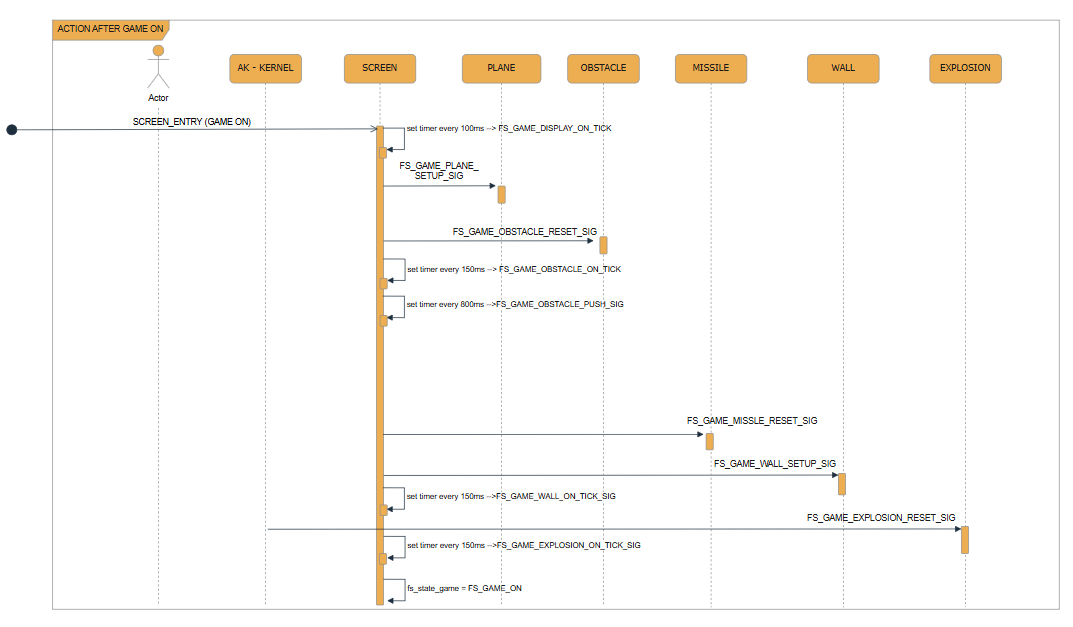 ACTION AFTER GAME ON
Actor
AK - KERNEL
SCREEN
PLANE
OBSTACLE
MISSILE
WALL
EXPLOSION
SCREEN_ENTRY (GAME ON)
set timer every 100ms --> FS_GAME_DISPLAY_ON_TICK
FS_GAME_PLANE_
SETUP_SIG
FS_GAME_OBSTACLE_RESET_SIG
set timer every 150ms --> FS_GAME_OBSTACLE_ON_TICK
set timer every 800ms -->FS_GAME_OBSTACLE_PUSH_SIG
FS_GAME_MISSLE_RESET_SIG
FS_GAME_WALL_SETUP_SIG
set timer every 150ms -->FS_GAME_WALL_ON_TICK_SIG
FS_GAME_EXPLOSION_RESET_SIG
set timer every 150ms -->FS_GAME_EXPLOSION_ON_TICK_SIG
fs_state_game = FS_GAME_ON